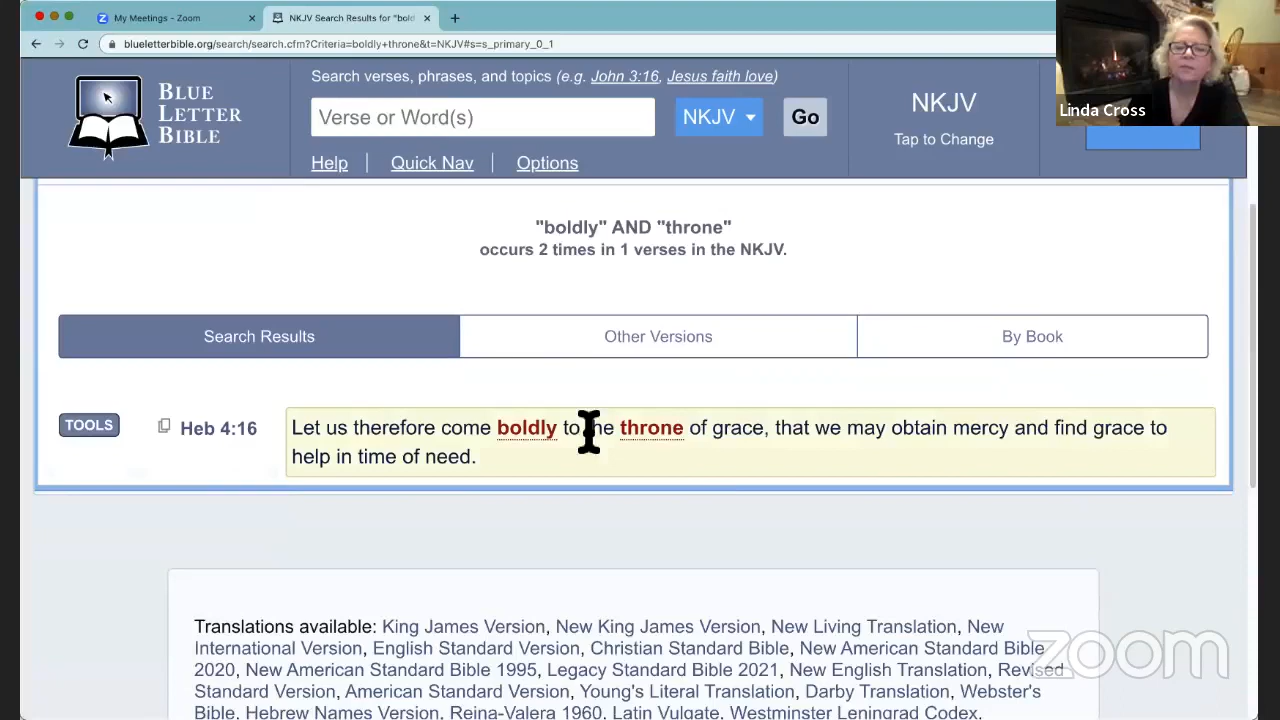 My Meetings - Zoom
NKJV Search Results for "bold
blueletterbible.org/search/search.cfm?Criteria=boldly+throne&t=NKJV#s=s_primary_0_1
Linda Cross
BLUE
LETTER
BIBLE
Search verses, phrases, and topics (e.g. John 3:16, Jesus faith love)
Verse or Word(s)
NKJV
Go
Help
Quick Nav
Options
NKJV
Tap to Change
"boldly" AND "throne"
occurs 2 times in 1 verses in the NKJV.
Search Results
Other Versions
By Book
TOOLS
Heb 4:16
Let us therefore come boldly to the throne of grace, that we may obtain mercy and find grace to
help in time of need.
Translations available: King James Version, New King James Version, New Living Translation, New
International Version, English Standard Version, Christian Standard Bible, New American Standard Bible
2020, New American Standard Bible 1995, Legacy Standard Bible 2021, New English Translation, Revised
Standard Version, American Standard Version, Young's Literal Translation, Darby Translation, Webster's
Bible, Hebrew Names Version, Reina-Valera 1960, Latin Vulgate, Westminster Leningrad Codex,
zoom